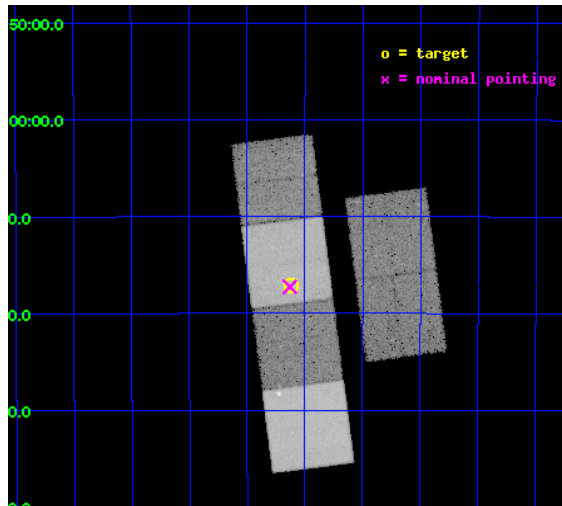 50:00.0
o = target
x = nominal pointing
00:00.0
0.0
0.0
0.0